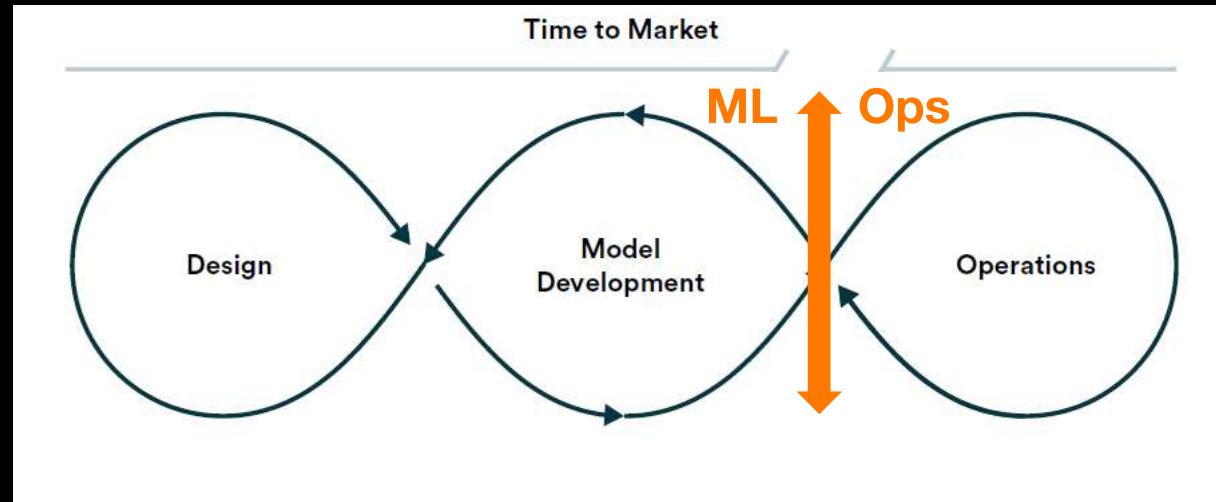 Time to Market
ML Ops
Design
Model
Development
Operations